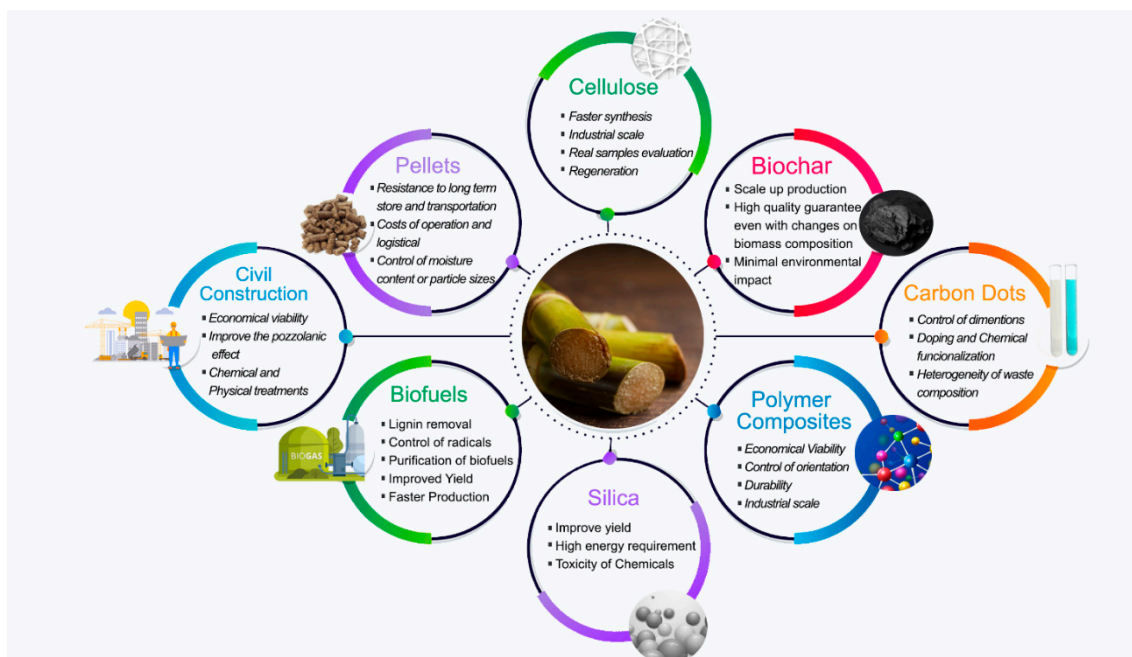 Cellulose
▪ Faster synthesis
▪ Industrial scale
▪ Real samples evaluation
▪ Regeneration
Pellets
▪ Resistance to long term
store and transportation
▪ Costs of operation and
logistical
▪ Control of moisture
content or particle sizes
Biochar
▪ Scale up production
▪ High quality guarantee
even with changes on
biomass composition
▪ Minimal environmental
impact
Civil
Construction
▪ Economical viability
▪ Improve the pozzolanic
effect
▪ Chemical and
Physical treatments
Carbon Dots
▪ Control of dimentions
▪ Doping and Chemical
funcionalization
▪ Heterogeneity of waste
composition
Biofuels
▪ Lignin removal
▪ Control of radicals
▪ Purification of biofuels
▪ Improved Yield
▪ Faster Production
BIOGAS
Polymer
Composites
▪ Economical Viability
▪ Control of orientation
▪ Durability
▪ Industrial scale
Silica
▪ Improve yield
▪ High energy requirement
▪ Toxicity of Chemicals